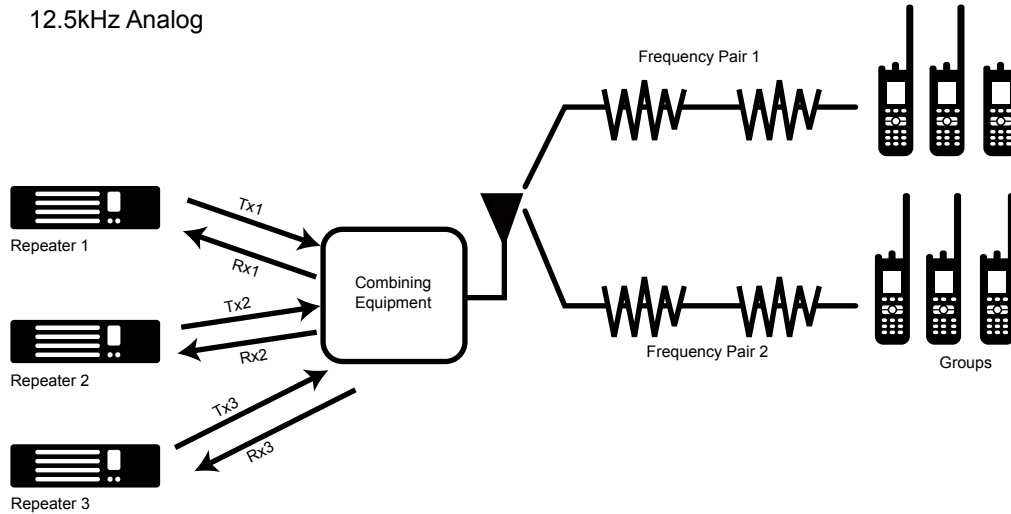 12.5kHz Analog
Frequency Pair 1
Tx1
Repeater 1
Rx1
Combining
Equipment
Tx2
Rx2
Frequency Pair 2
Groups
Repeater 2
Tx3
Rx3
Repeater 3